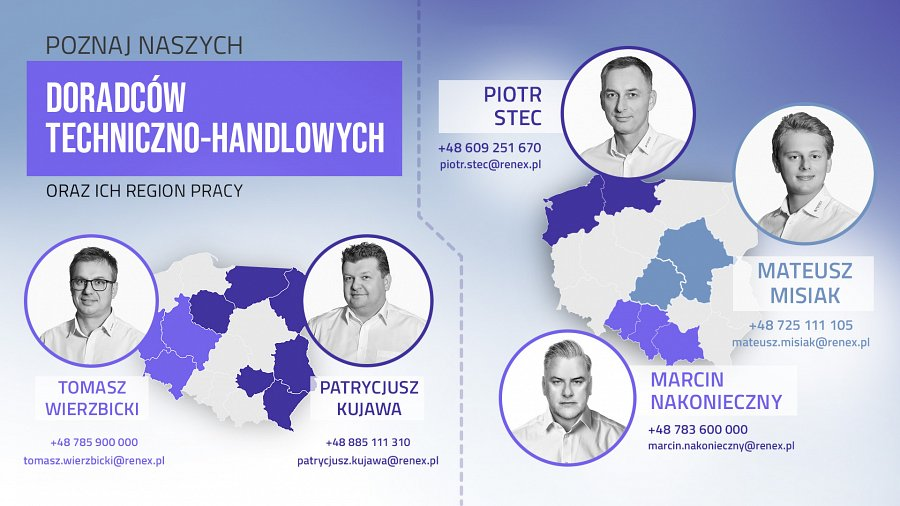 POZNAJ NASZYCH
DORADCÓW
TECHNICZNO-HANDLOWYCH
ORAZ ICH REGION PRACY
TOMASZ
WIERZBICKI
+48 785 900 000
tomasz.wierzbicki@renex.pl
PATRYCJUSZ
KUJAWA
+48 885 111 310
patrycjusz.kujawa@renex.pl
PIOTR
STEC
+48 609 251 670
piotr.stec@renex.pl
MATEUSZ
MISIAK
+48 725 111 105
mateusz.misiak@renex.pl
MARCIN
NAKONIECZNY
+48 783 600 000
marcin.nakonieczny@renex.pl